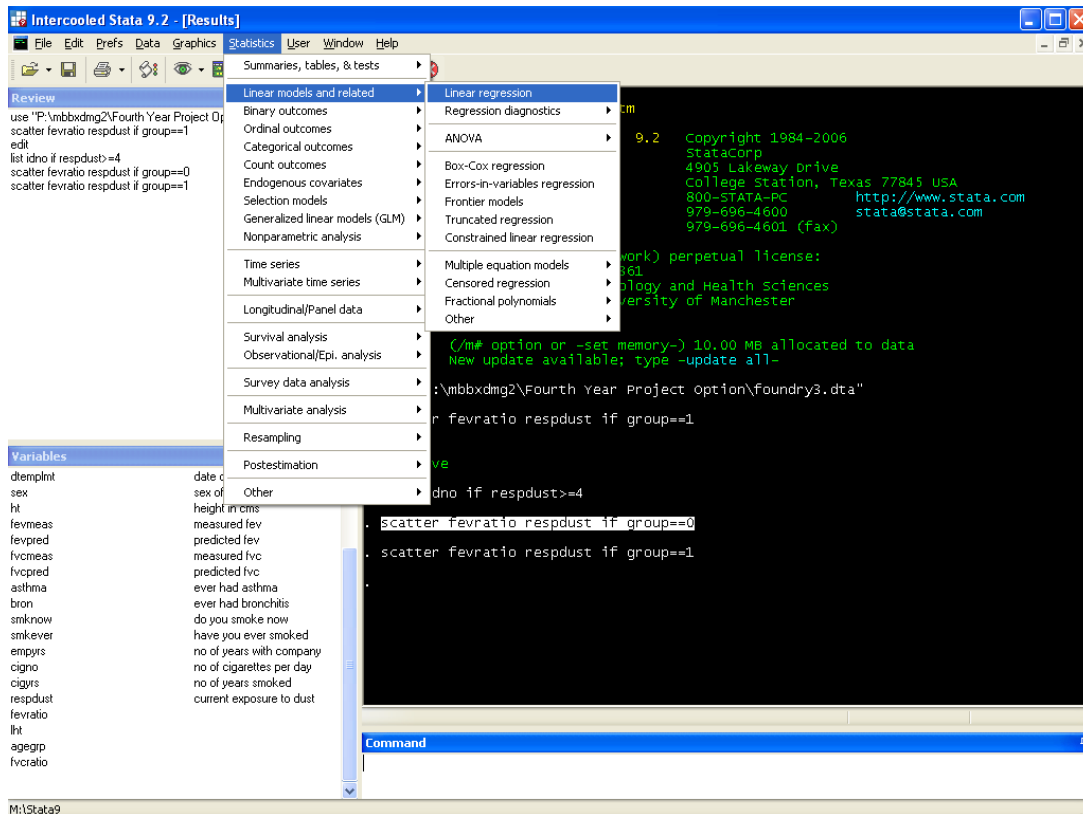 Intercooled Stata 9.2 - [Results]
File Edit Prefs Data Graphics Statistics User Window Help
Review
use "P:\mbbxdmg2\Fourth Year Project Op
scatter fevratio respdust if group==1
edit
list idno if respdust>=4
scatter fevratio respdust if group==0
scatter fevratio respdust if group==1
Summaries, tables, & tests
Linear models and related
Binary outcomes
Ordinal outcomes
Categorical outcomes
Count outcomes
Endogenous covariates
Selection models
Generalized linear models (GLM)
Nonparametric analysis
Time series
Multivariate time series
Longitudinal/Panel data
Survival analysis
Observational/Epi. analysis
Survey data analysis
Multivariate analysis
Resampling
Postestimation
Other
Linear regression
Regression diagnostics
ANOVA
Box-Cox regression
Errors-in-variables regression
Frontier models
Truncated regression
Constrained linear regression
Multiple equation models
Censored regression
Fractional polynomials
Other
tm
9.2 Copyright 1984-2006
StataCorp
4905 Lakeway Drive
College Station, Texas 77845 USA
800-STATA-PC http://www.stata.com
979-696-4600 stata@stata.com
979-696-4601 (fax)
work) perpetual license:
861
ology and Health Sciences
versity of Manchester
(/m# option or -set memory-) 10.00 MB allocated to data
New update available; type -update all-
:\mbbxdmg2\Fourth Year Project Option\foundry3.dta"
r fevratio respdust if group==1
ve
dno if respdust>=4
. scatter fevratio respdust if group==0
. scatter fevratio respdust if group==1
.
Variables
dtemplmt date o
sex sex of
ht height in cms
fevmeas measured fev
fevpred predicted fev
fvcmeas measured fvc
fvcpred predicted fvc
asthma ever had asthma
bron ever had bronchitis
smknow do you smoke now
smkever have you ever smoked
empyrs no of years with company
cigno no of cigarettes per day
cigyrs no of years smoked
respdust current exposure to dust
fevratio
lht
agegrp
fvcratio
Command
M:\Stata9